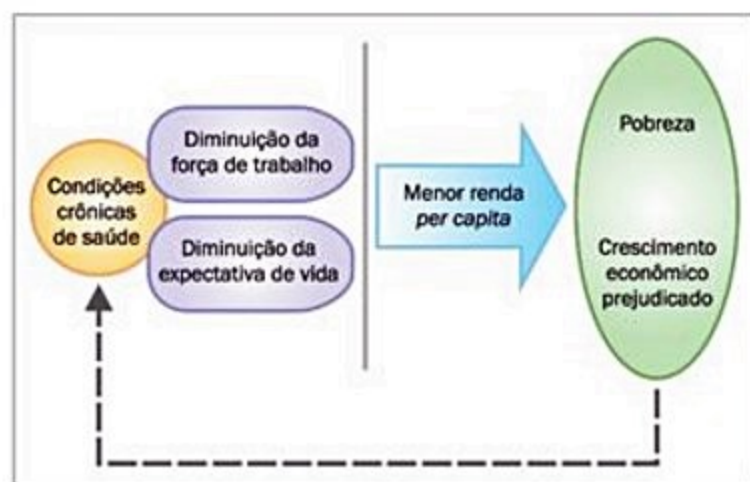 Condições
crônicas
de saúde
Diminuição da
força de trabalho
Diminuição da
expectativa de vida
Menor renda
per capita
Pobreza
Crescimento
econômico
prejudicado